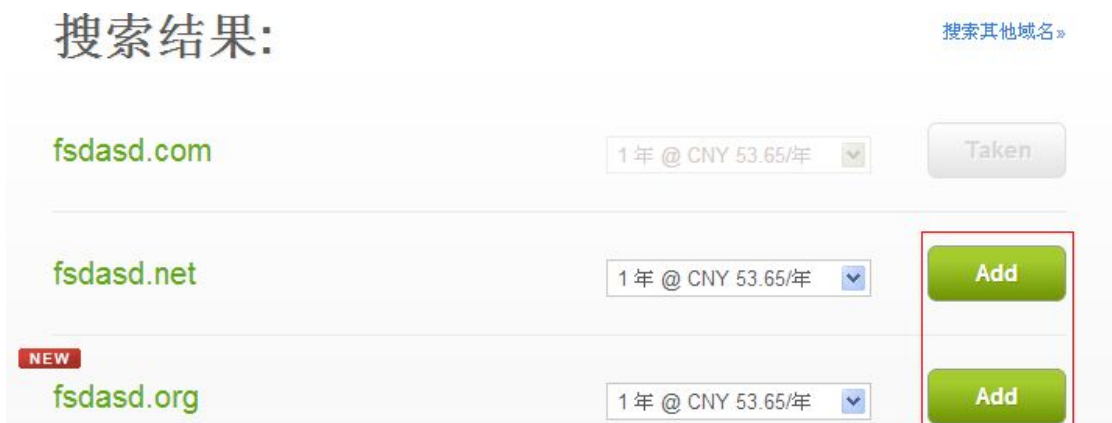 搜索结果:
搜索其他域名»
fsdasd.com
1 年 @ CNY 53.65/年
Taken
fsdasd.net
1 年 @ CNY 53.65/年
Add
NEW
fsdasd.org
1 年 @ CNY 53.65/年
Add